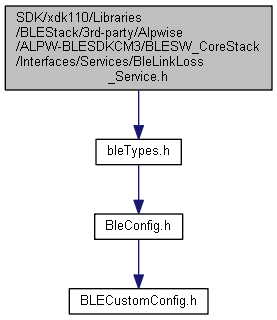 SDK/xdk110/Libraries
/BLEStack/3rd-party/Alpwise
/ALPW-BLESDKCM3/BLESW_CoreStack
/Interfaces/Services/BleLinkLoss
_Service.h
bleTypes.h
BleConfig.h
BLECustomConfig.h